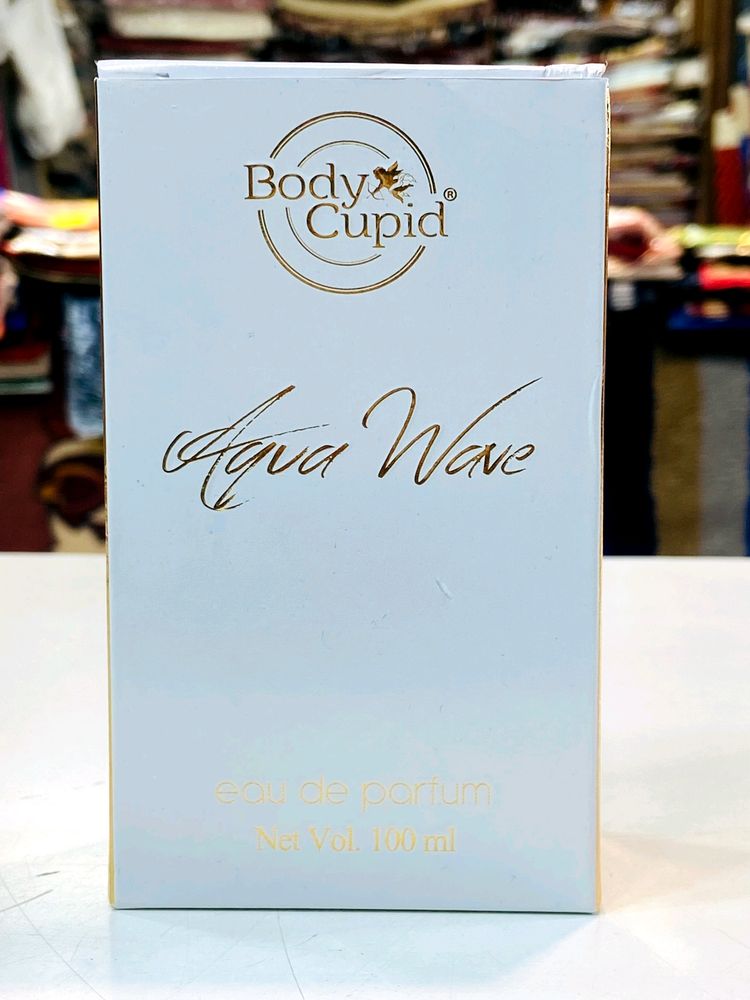 Body
Cupid®
Aqua Wave
eau de parfum
Net Vol. 100 ml